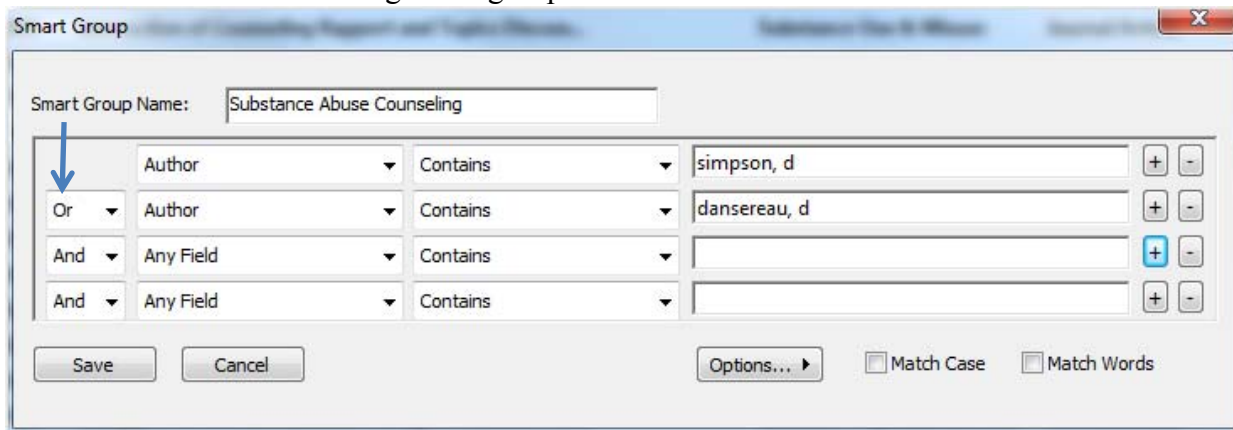 Smart Group
Smart Group Name: Substance Abuse Counseling
Author Contains simpson, d + -
Or Author Contains dansereau, d + -
And Any Field Contains + -
And Any Field Contains + -
Save Cancel Options... Match Case Match Words